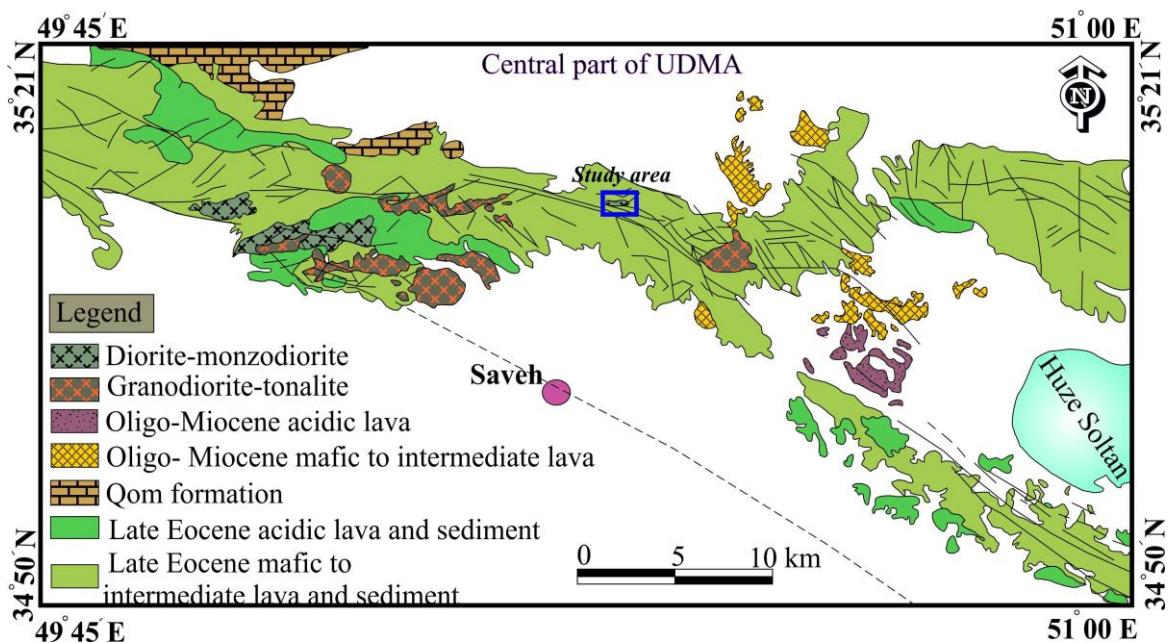 49°45′ E
51°00 E
35°21′ N
Central part of UDMA
N
35°21′ N
Study area
Saveh
Huze Soltan
Legend
Diorite-monzodiorite
Granodiorite-tonalite
Oligo-Miocene acidic lava
Oligo- Miocene mafic to intermediate lava
Qom formation
Late Eocene acidic lava and sediment
Late Eocene mafic to
intermediate lava and sediment
0 5 10 km
34°50′ N
34°50′ N
49°45′ E
51°00 E